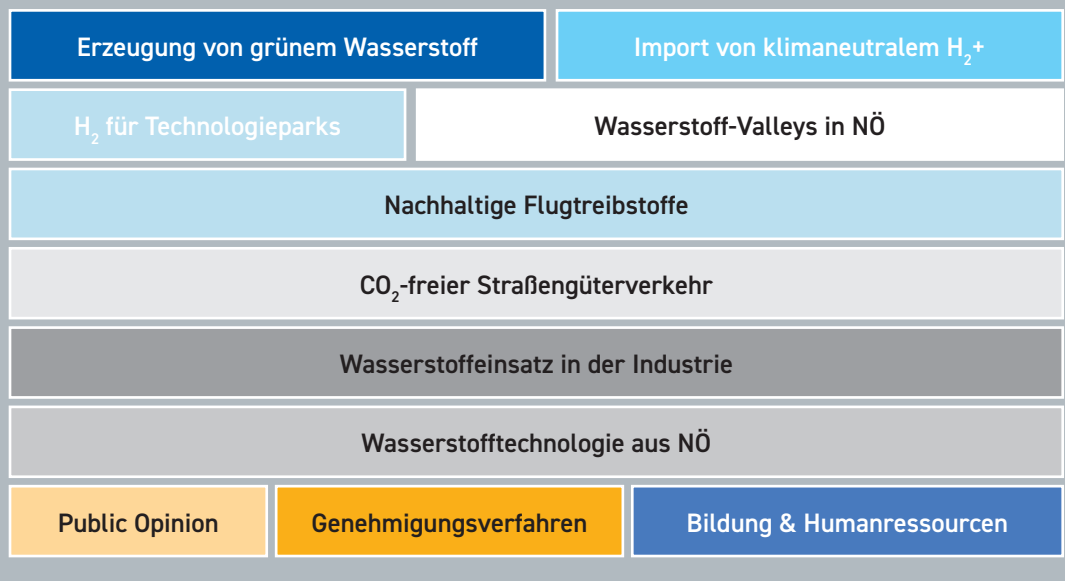 Erzeugung von grünem Wasserstoff
Import von klimaneutralem H₂+
H₂ für Technologieparks
Wasserstoff-Valleys in NÖ
Nachhaltige Flugtreibstoffe
CO₂-freier Straßengüterverkehr
Wasserstoffeinsatz in der Industrie
Wasserstofftechnologie aus NÖ
Public Opinion
Genehmigungsverfahren
Bildung & Humanressourcen